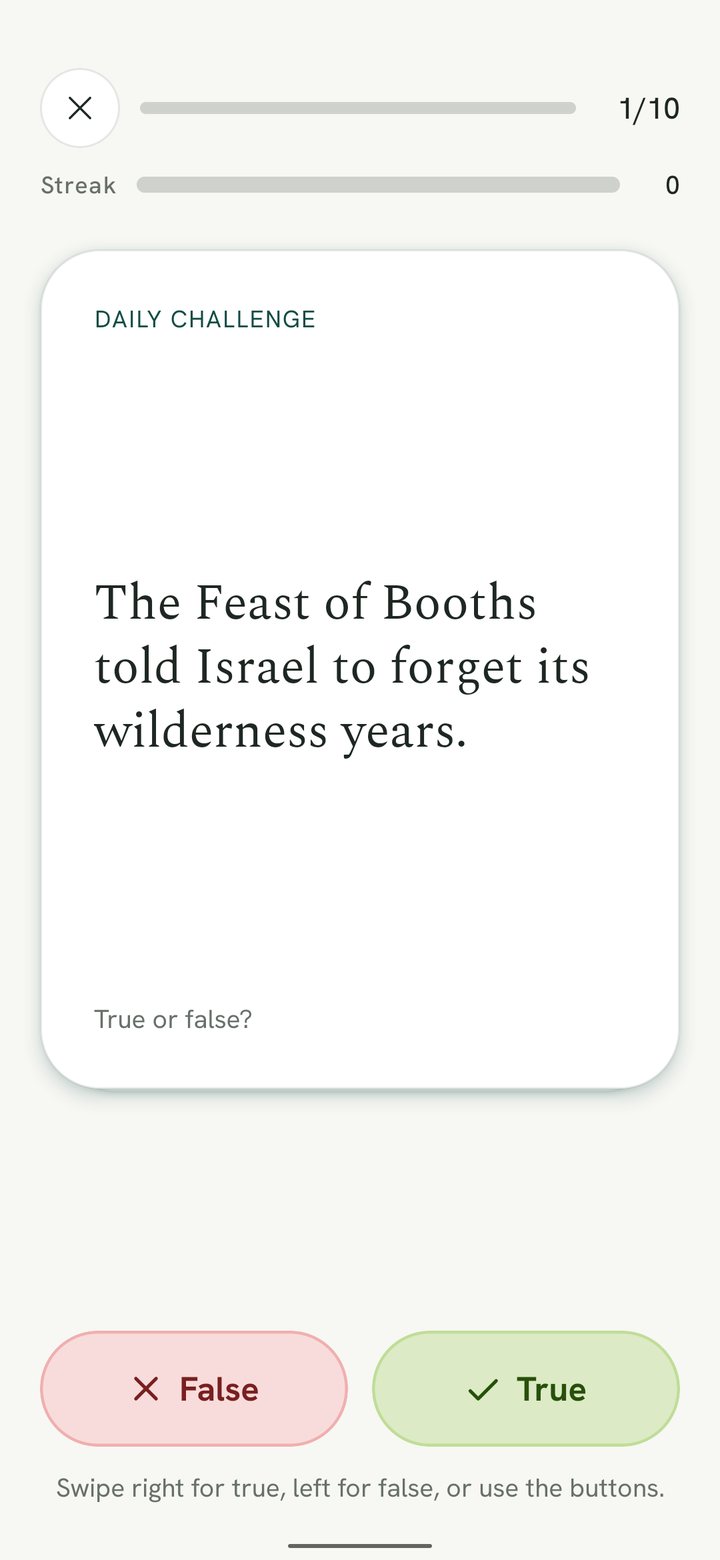 1/10
Streak
0
DAILY CHALLENGE
The Feast of Booths
told Israel to forget its
wilderness years.
True or false?
False
True
Swipe right for true, left for false, or use the buttons.